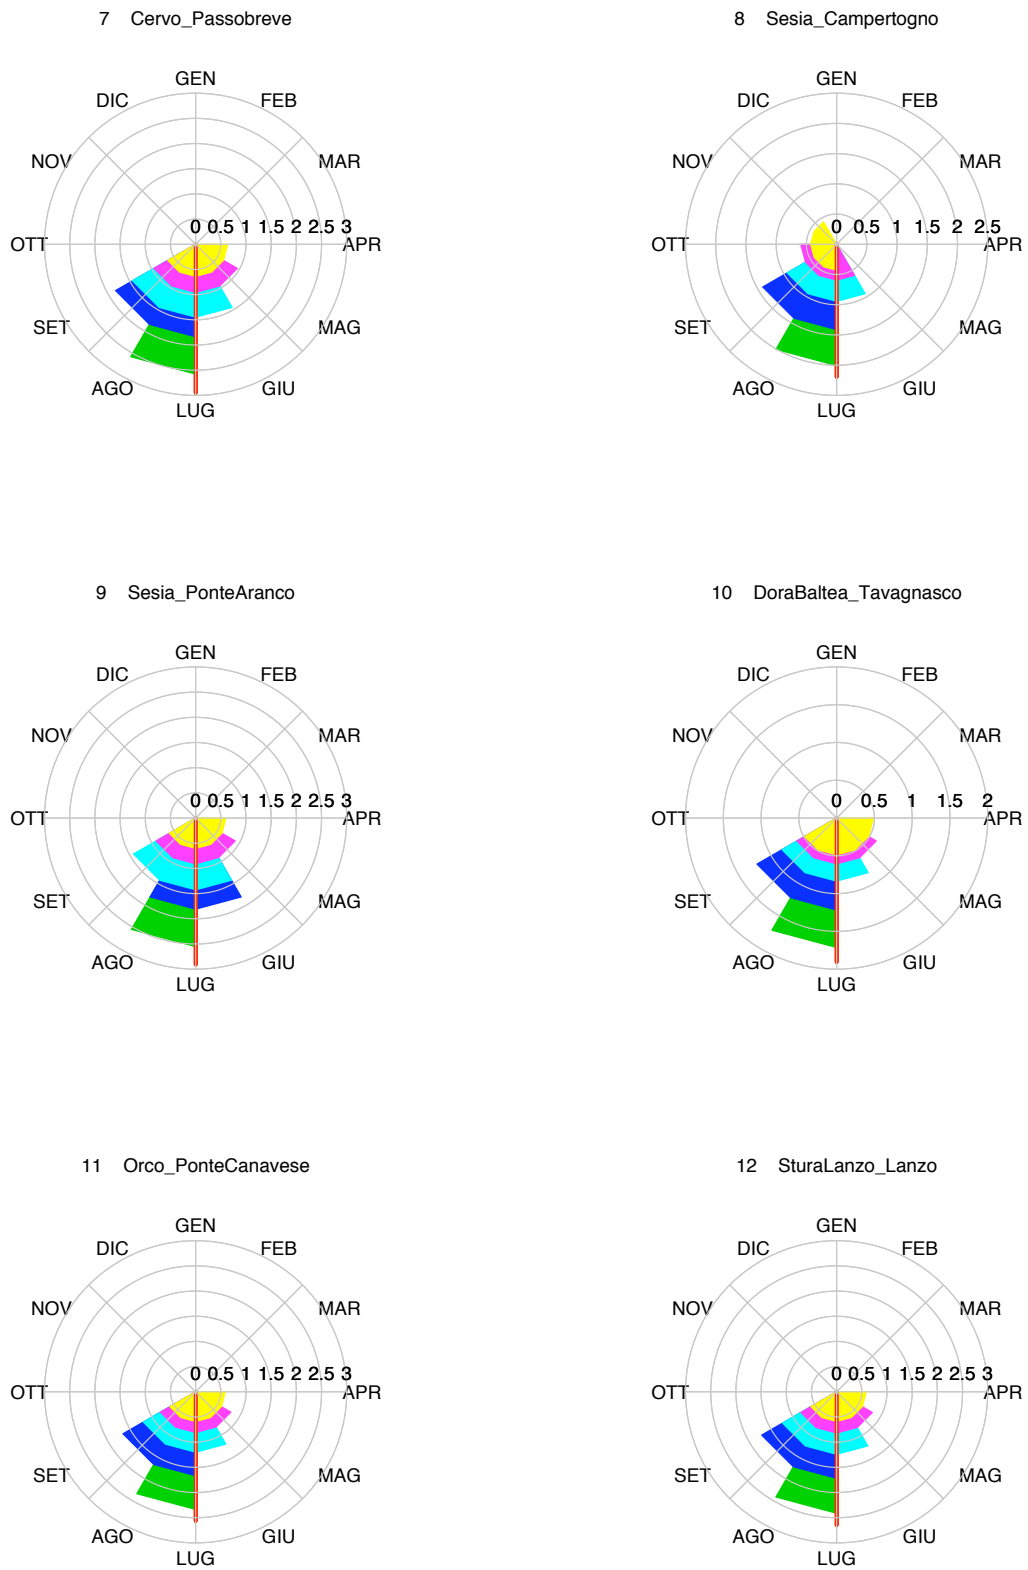 7 Cervo_Passobreve
GEN
DIC FEB
NOV MAR
0 0.5 1 1.5 2 2.5 3
OTT APR
SET MAG
AGO GIU
LUG
8 Sesia_Campertogno
GEN
DIC FEB
NOV MAR
0 0.5 1 1.5 2 2.5
OTT APR
SET MAG
AGO GIU
LUG
9 Sesia_PonteAranco
GEN
DIC FEB
NOV MAR
0 0.5 1 1.5 2 2.5 3
OTT APR
SET MAG
AGO GIU
LUG
10 DoraBaltea_Tavagnasco
GEN
DIC FEB
NOV MAR
0 0.5 1 1.5 2
OTT APR
SET MAG
AGO GIU
LUG
11 Orco_PonteCanavese
GEN
DIC FEB
NOV MAR
0 0.5 1 1.5 2 2.5 3
OTT APR
SET MAG
AGO GIU
LUG
12 SturaLanzo_Lanzo
GEN
DIC FEB
NOV MAR
0 0.5 1 1.5 2 2.5 3
OTT APR
SET MAG
AGO GIU
LUG